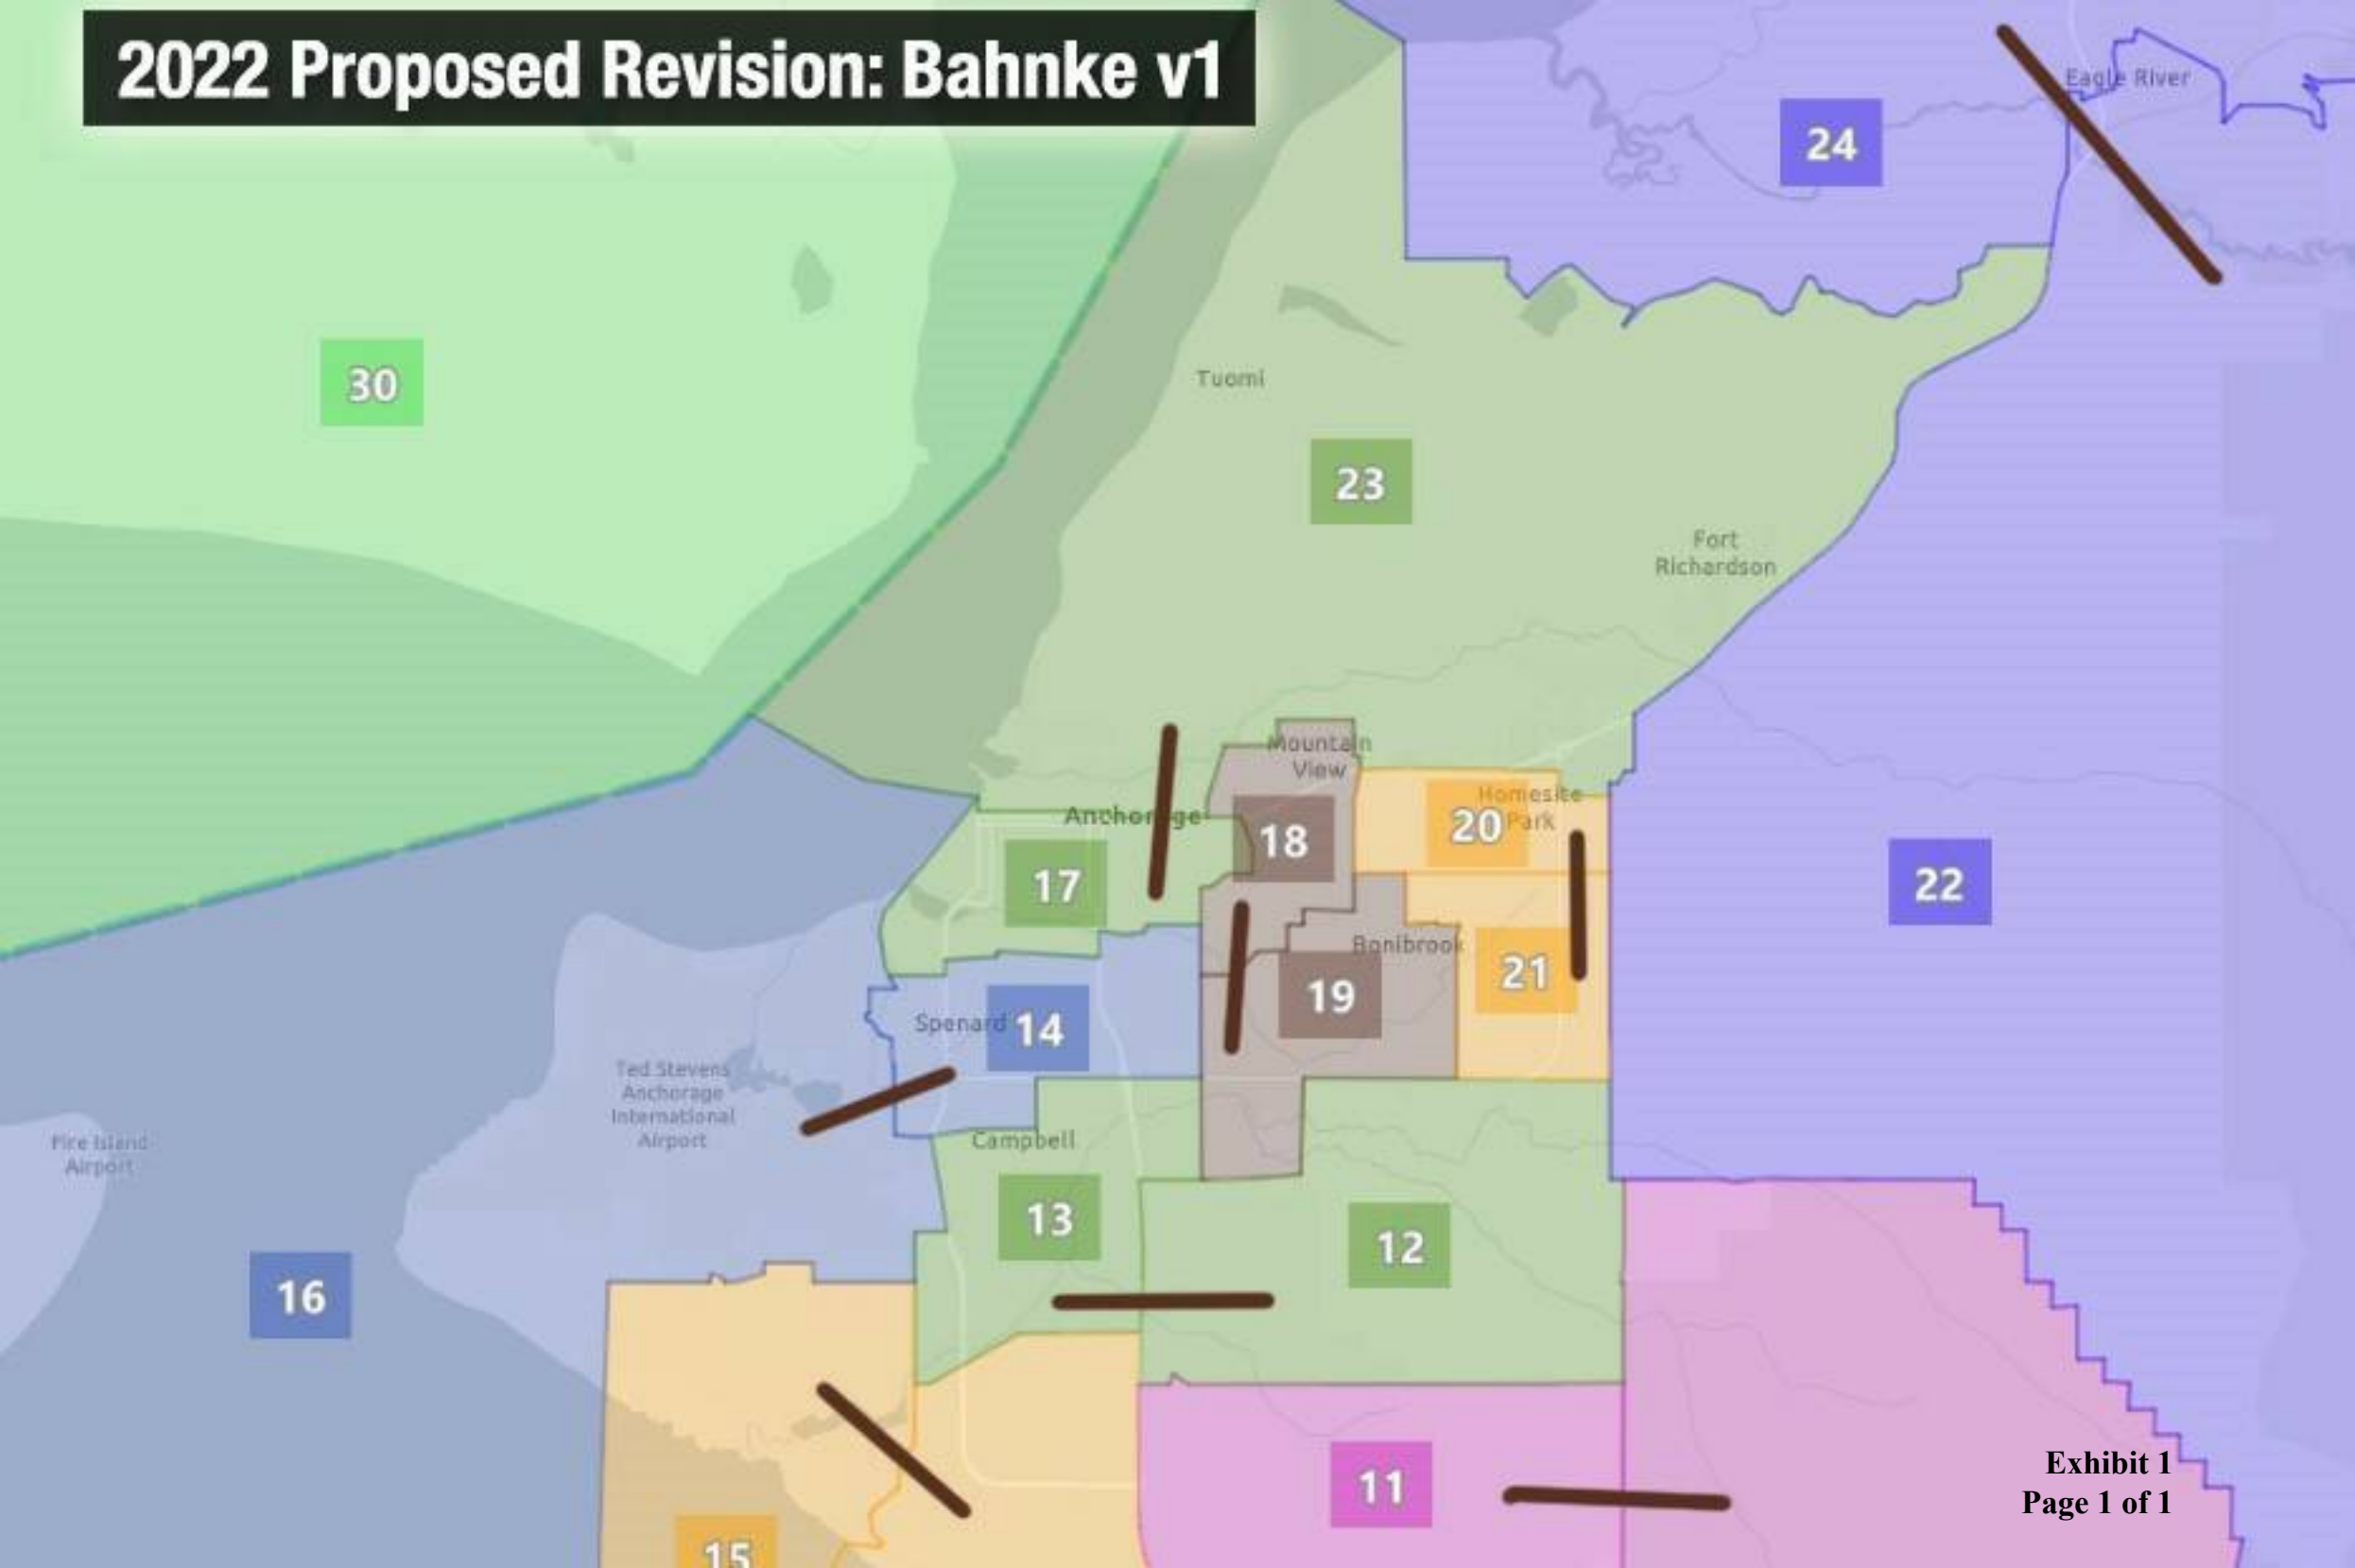 2022 Proposed Revision: Bahnke v1
Eagle River
24
30
Tuomi
23
Fort
Richardson
Mountain
View
Homesite
Park
Anchorage
20
18
17
22
Bonibrook
21
19
Spenard
14
Ted Stevens
Anchorage
International
Airport
Fire Island
Airport
Campbell
13
12
16
11
15
Exhibit 1
Page 1 of 1